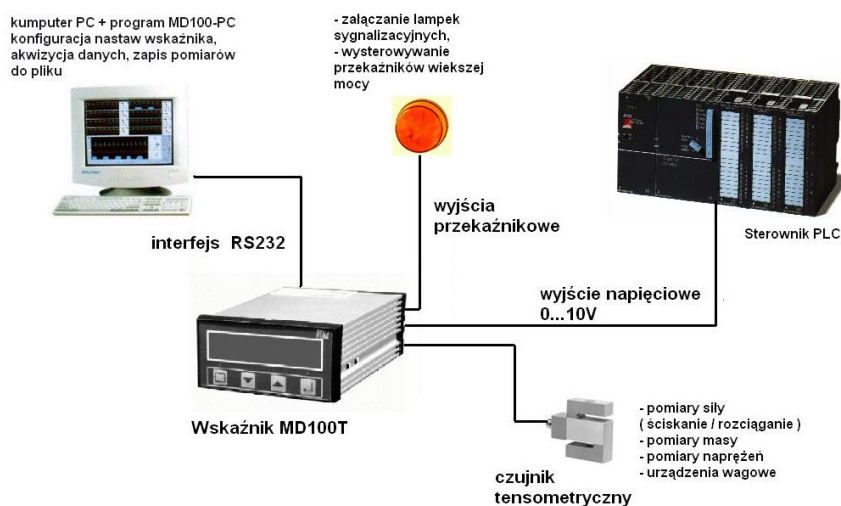 kumputer PC + program MD100-PC
konfiguracja nastaw wskaźnika,
akwizycja danych, zapis pomiarów
do pliku
- załączanie lampek
sygnalizacyjnych,
- wysterowywanie
przekaźników wiekszej
mocy
wyjścia
przekaźnikowe
Sterownik PLC
interfejs RS232
wyjście napięciowe
0...10V
Wskaźnik MD100T
czujnik
tensometryczny
- pomiary sily
( ściskanie / rozciąganie )
- pomiary masy
- pomiary naprężeń
- urządzenia wagowe